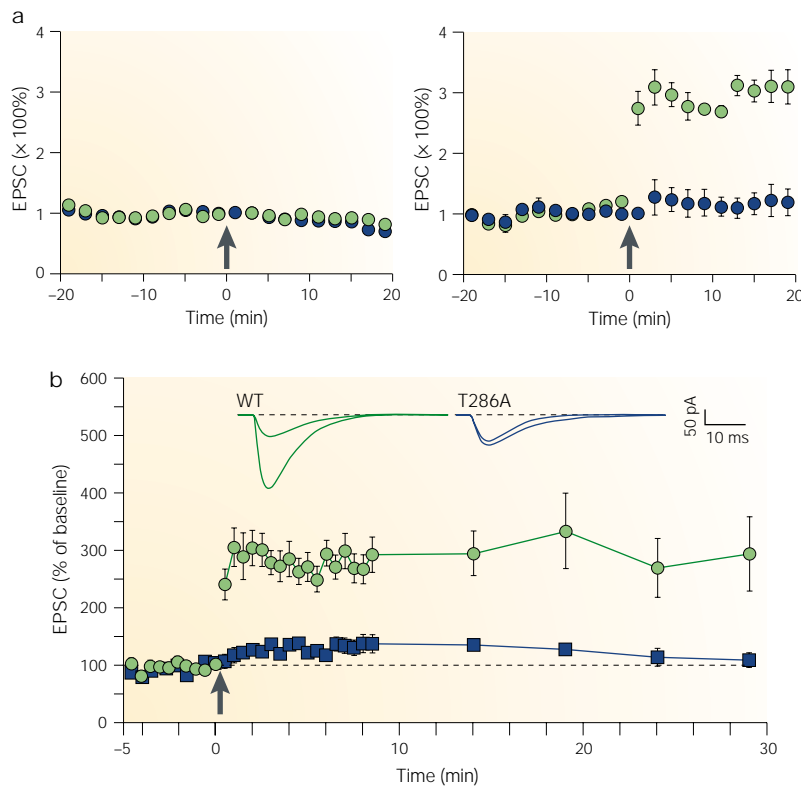 a
4
3
2
1
0
EPSC (× 100%)
–20
–10
0
10
20
Time (min)
4
3
2
1
0
EPSC (× 100%)
–20
–10
0
10
20
Time (min)
b
600
500
400
300
200
100
0
EPSC (% of baseline)
WT
T286A
50 pA
10 ms
–5
0
10
20
30
Time (min)